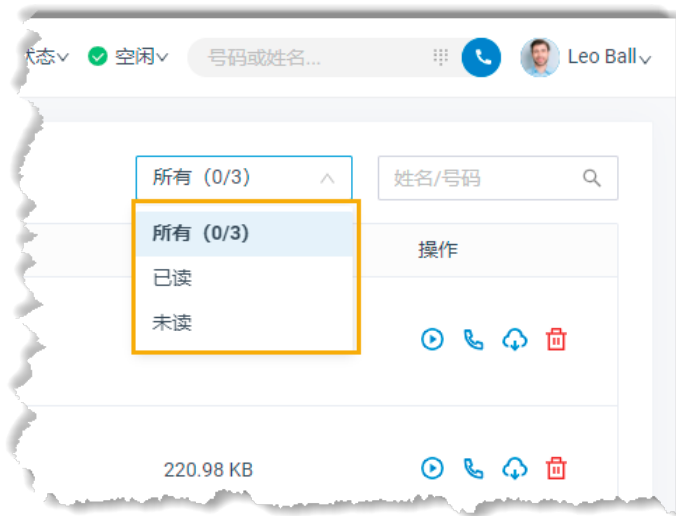 状态 空闲 号码或姓名... Leo Ball
所有（0/3） 姓名/号码
所有（0/3） 操作
已读
未读
220.98 KB